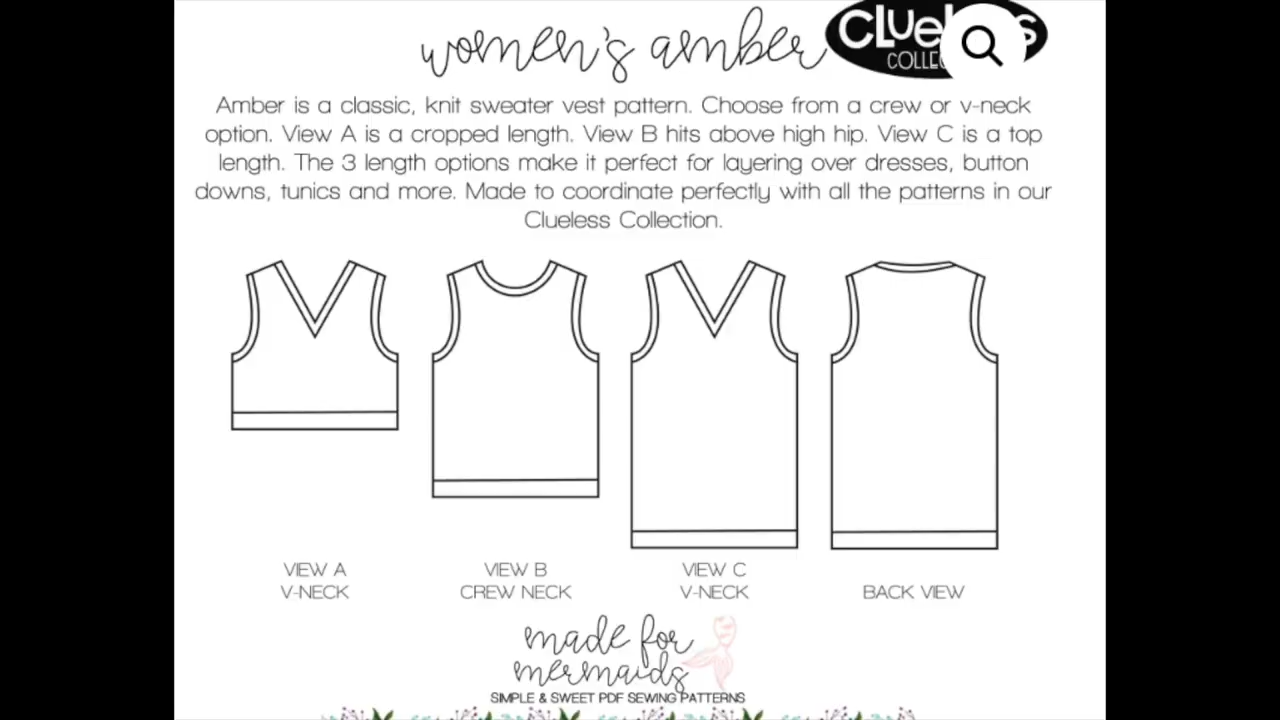 women's amber
Amber is a classic, knit sweater vest pattern. Choose from a crew or v-neck
option. View A is a cropped length. View B hits above high hip. View C is a top
length. The 3 length options make it perfect for layering over dresses, button
downs, tunics and more. Made to coordinate perfectly with all the patterns in our
Clueless Collection.
VIEW A
V-NECK
VIEW B
CREW NECK
VIEW C
V-NECK
BACK VIEW
made for
mermaids
SIMPLE & SWEET PDF SEWING PATTERNS